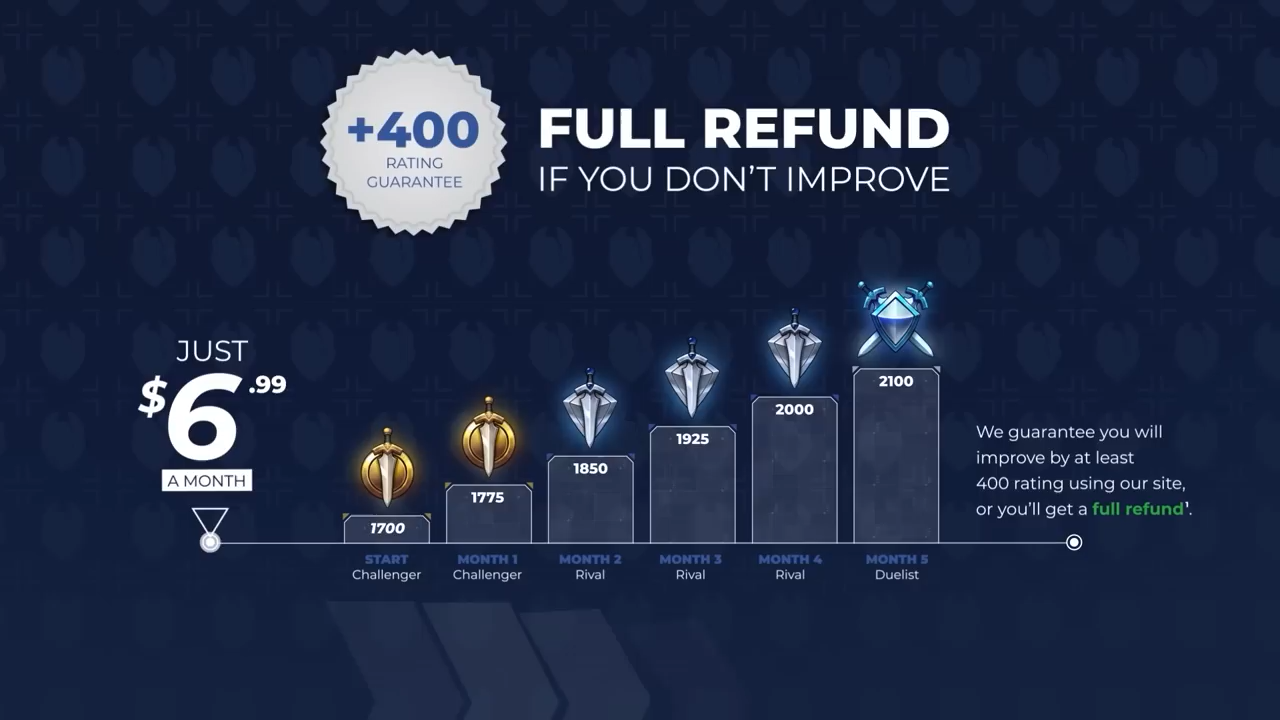 +400
RATING
GUARANTEE
FULL REFUND
IF YOU DON'T IMPROVE
JUST
$6.99
A MONTH
1700
1775
1850
1925
2000
2100
START
Challenger
MONTH 1
Challenger
MONTH 2
Rival
MONTH 3
Rival
MONTH 4
Rival
MONTH 5
Duelist
We guarantee you will
improve by at least
400 rating using our site,
or you'll get a full refund¹.